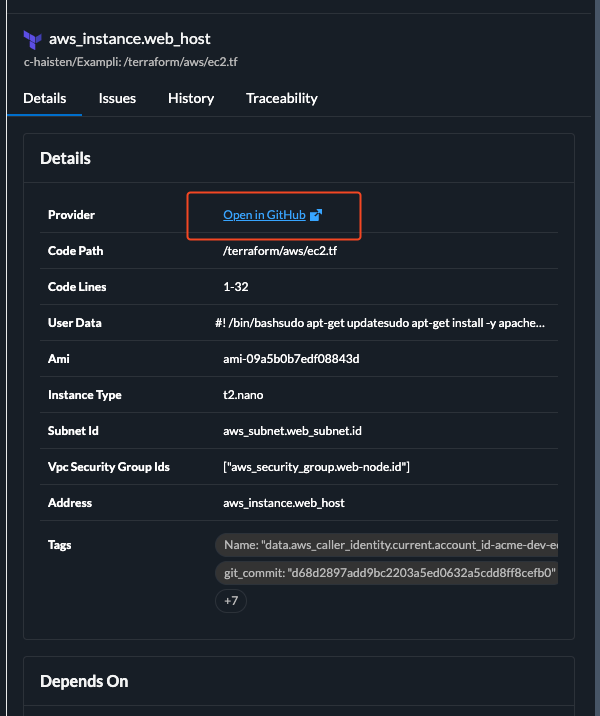 aws_instance.web_host
c-haisten/Exampli: /terraform/aws/ec2.tf
Details Issues History Traceability
Details
Provider Open in GitHub
Code Path /terraform/aws/ec2.tf
Code Lines 1-32
User Data #! /bin/bashsudo apt-get updatesudo apt-get install -y apache...
Ami ami-09a5b0b7edf08843d
Instance Type t2.nano
Subnet Id aws_subnet.web_subnet.id
Vpc Security Group Ids ["aws_security_group.web-node.id"]
Address aws_instance.web_host
Tags Name: "data.aws_caller_identity.current.account_id-acme-dev-ec
git_commit: "d68d2897add9bc2203a5ed0632a5cdd8ff8cefb0"
+7
Depends On